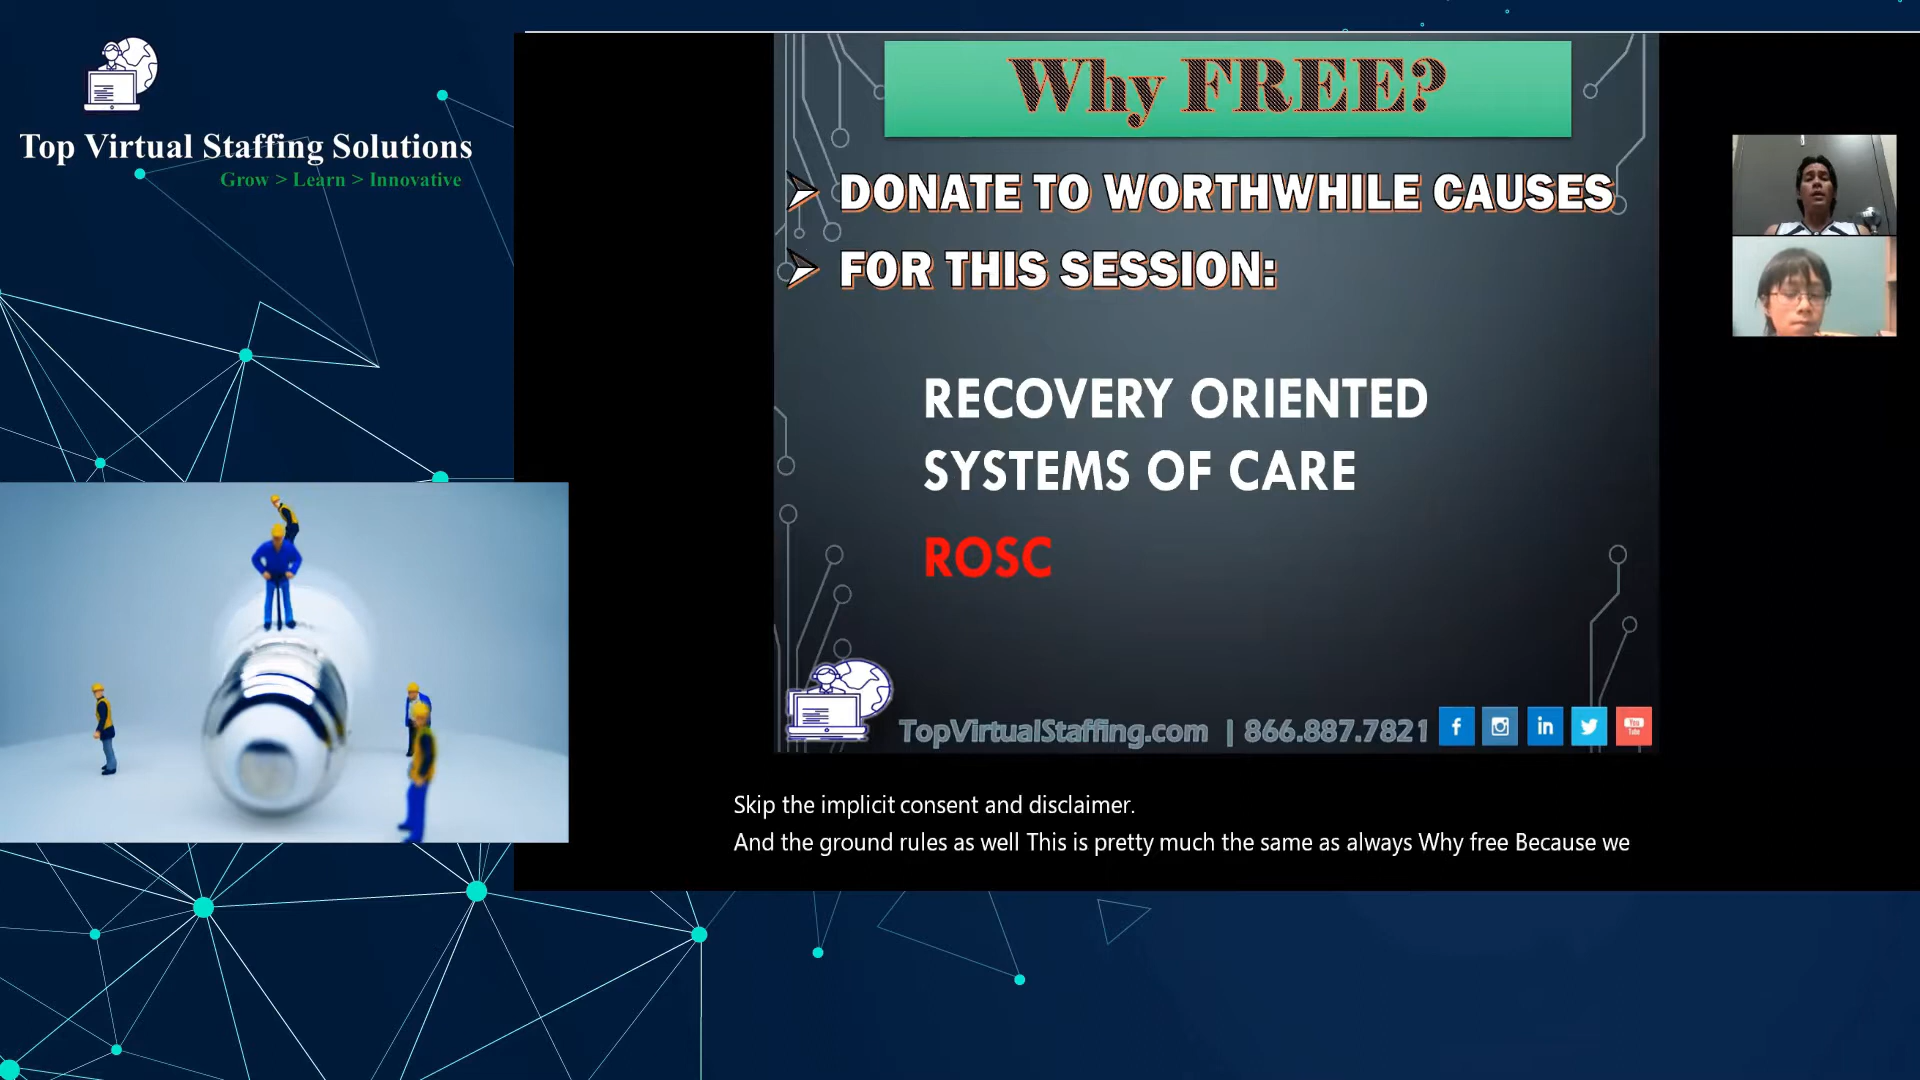 Top Virtual Staffing Solutions
Grow > Learn > Innovative
Why FREE?
DONATE TO WORTHWHILE CAUSES
FOR THIS SESSION:
RECOVERY ORIENTED
SYSTEMS OF CARE
ROSC
TopVirtualStaffing.com | 866.887.7821
You
Tube
Skip the implicit consent and disclaimer.
And the ground rules as well This is pretty much the same as always Why free Because we